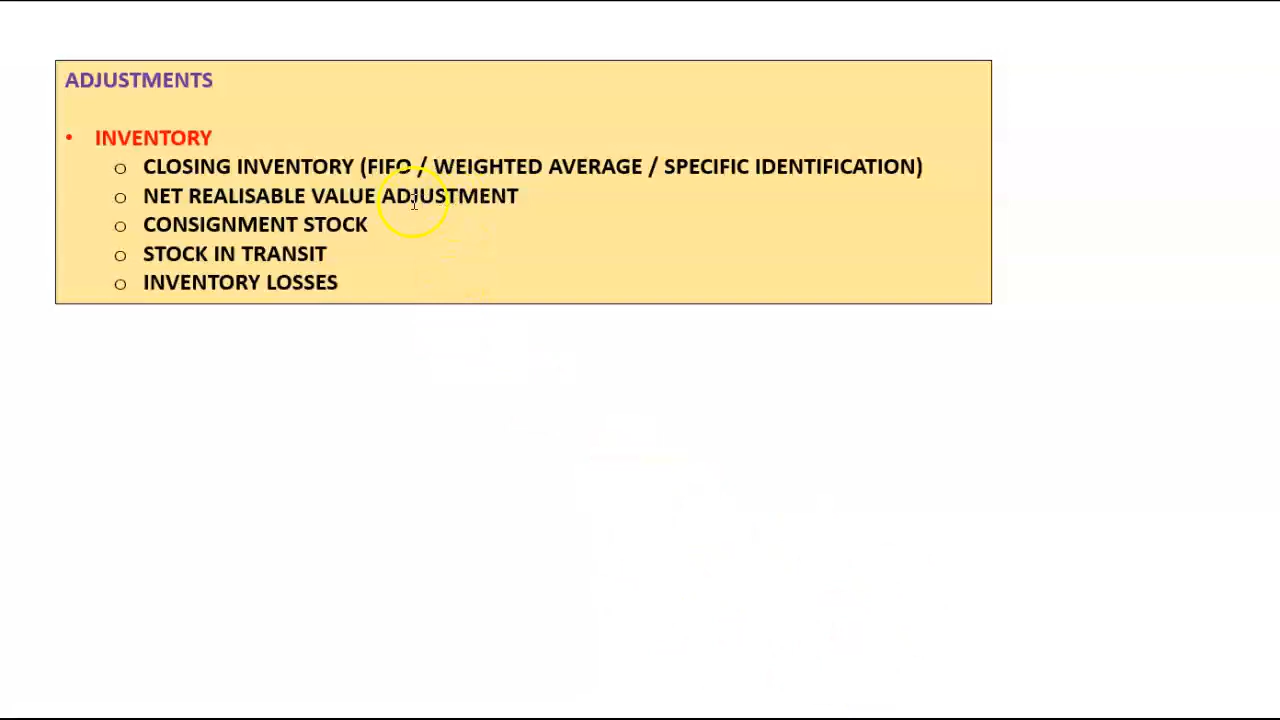 ADJUSTMENTS
• INVENTORY
o CLOSING INVENTORY (FIFO / WEIGHTED AVERAGE / SPECIFIC IDENTIFICATION)
o NET REALISABLE VALUE ADJUSTMENT
o CONSIGNMENT STOCK
o STOCK IN TRANSIT
o INVENTORY LOSSES